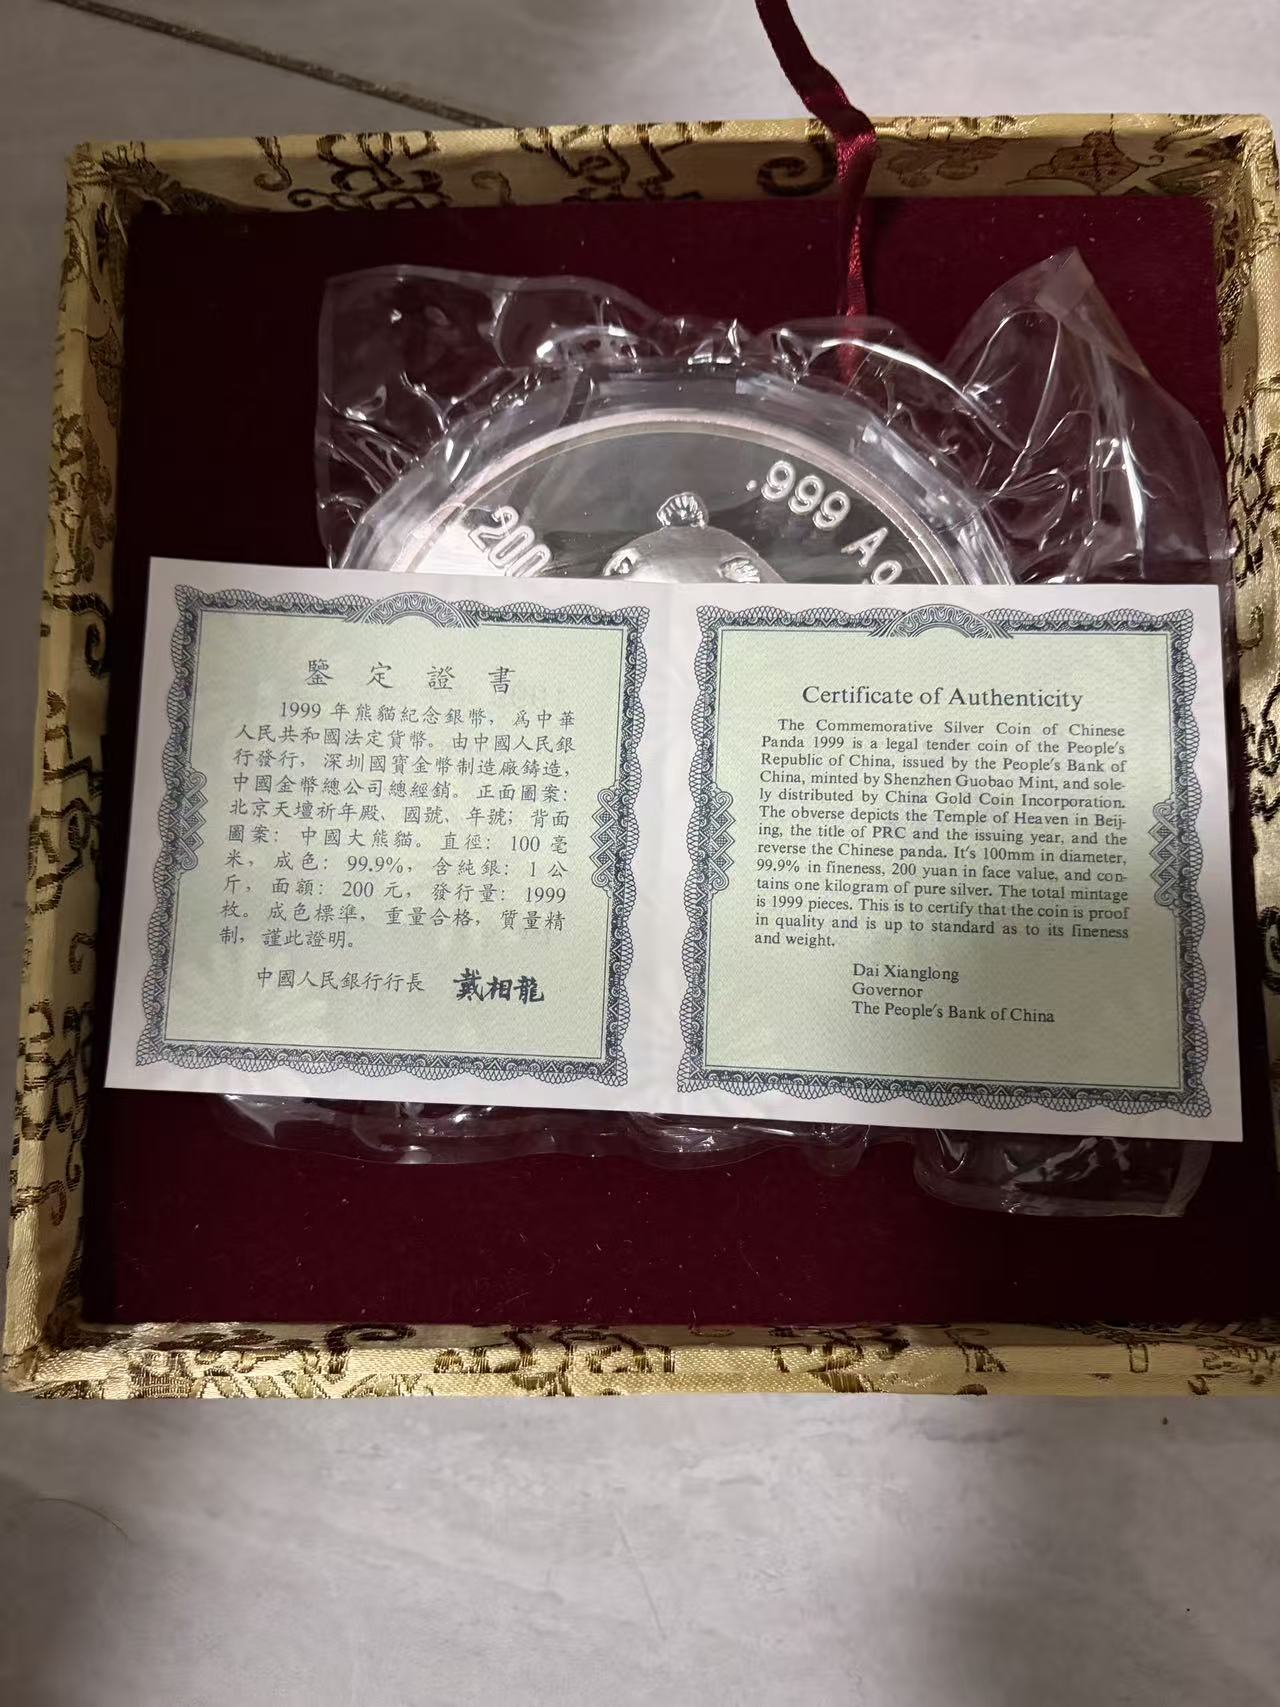 .999 Ag
200
鑒定證書
1999 年熊貓紀念銀幣，爲中華
人民共和國法定貨幣。由中國人民銀
行發行，深圳國寶金幣制造廠鑄造，
中國金幣總公司總經銷。正面圖案：
北京天壇祈年殿、國號、年號；背面
圖案：中國大熊貓。直徑：100 毫
米，成色：99.9%，含純銀：1 公
斤，面額：200 元，發行量：1999
枚。成色標準，重量合格，質量精
制，謹此證明。
中國人民銀行行長 戴相龍
Certificate of Authenticity
The Commemorative Silver Coin of Chinese
Panda 1999 is a legal tender coin of the People's
Republic of China, issued by the People's Bank of
China, minted by Shenzhen Guobao Mint, and sole-
ly distributed by China Gold Coin Incorporation.
The obverse depicts the Temple of Heaven in Beij-
ing, the title of PRC and the issuing year, and the
reverse the Chinese panda. It's 100mm in diameter,
99.9% in fineness, 200 yuan in face value, and con-
tains one kilogram of pure silver. The total mintage
is 1999 pieces. This is to certify that the coin is proof
in quality and is up to standard as to its fineness
and weight.
Dai Xianglong
Governor
The People's Bank of China